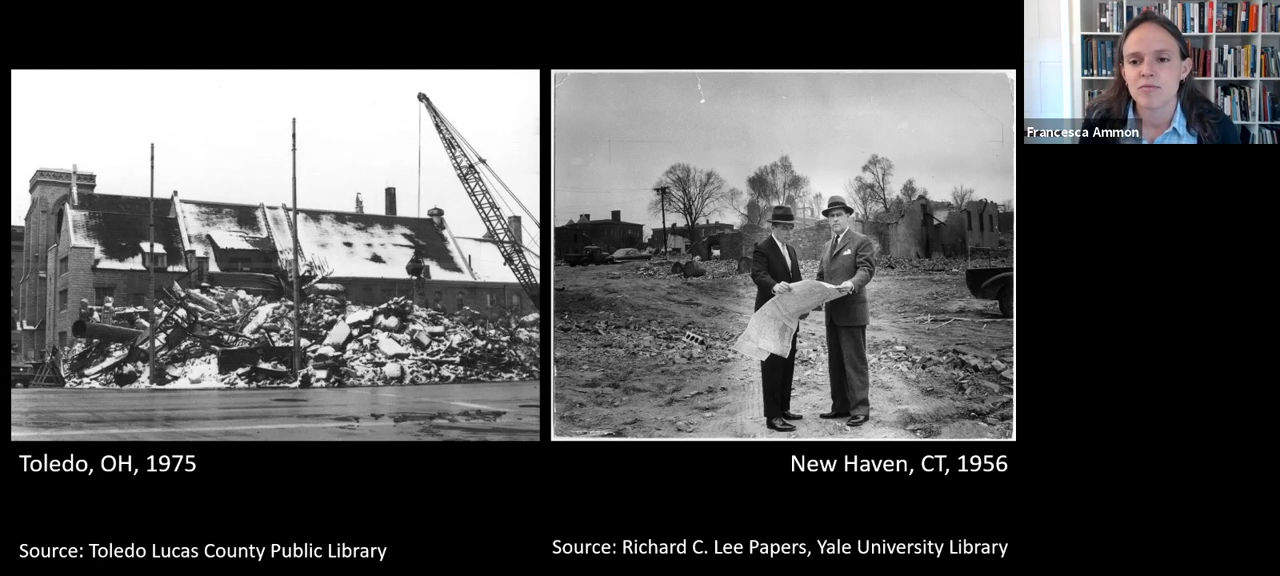 Francesca Ammon
Toledo, OH, 1975
New Haven, CT, 1956
Source: Toledo Lucas County Public Library
Source: Richard C. Lee Papers, Yale University Library